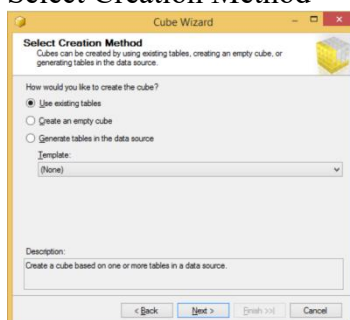 Select Creation Method
Cube Wizard
Select Creation Method
Cubes can be created by using existing tables, creating an empty cube, or
generating tables in the data source.
How would you like to create the cube?
Use existing tables
Create an empty cube
Generate tables in the data source
Template:
(None)
Description:
Create a cube based on one or more tables in a data source.
< Back Next > Finish >>| Cancel